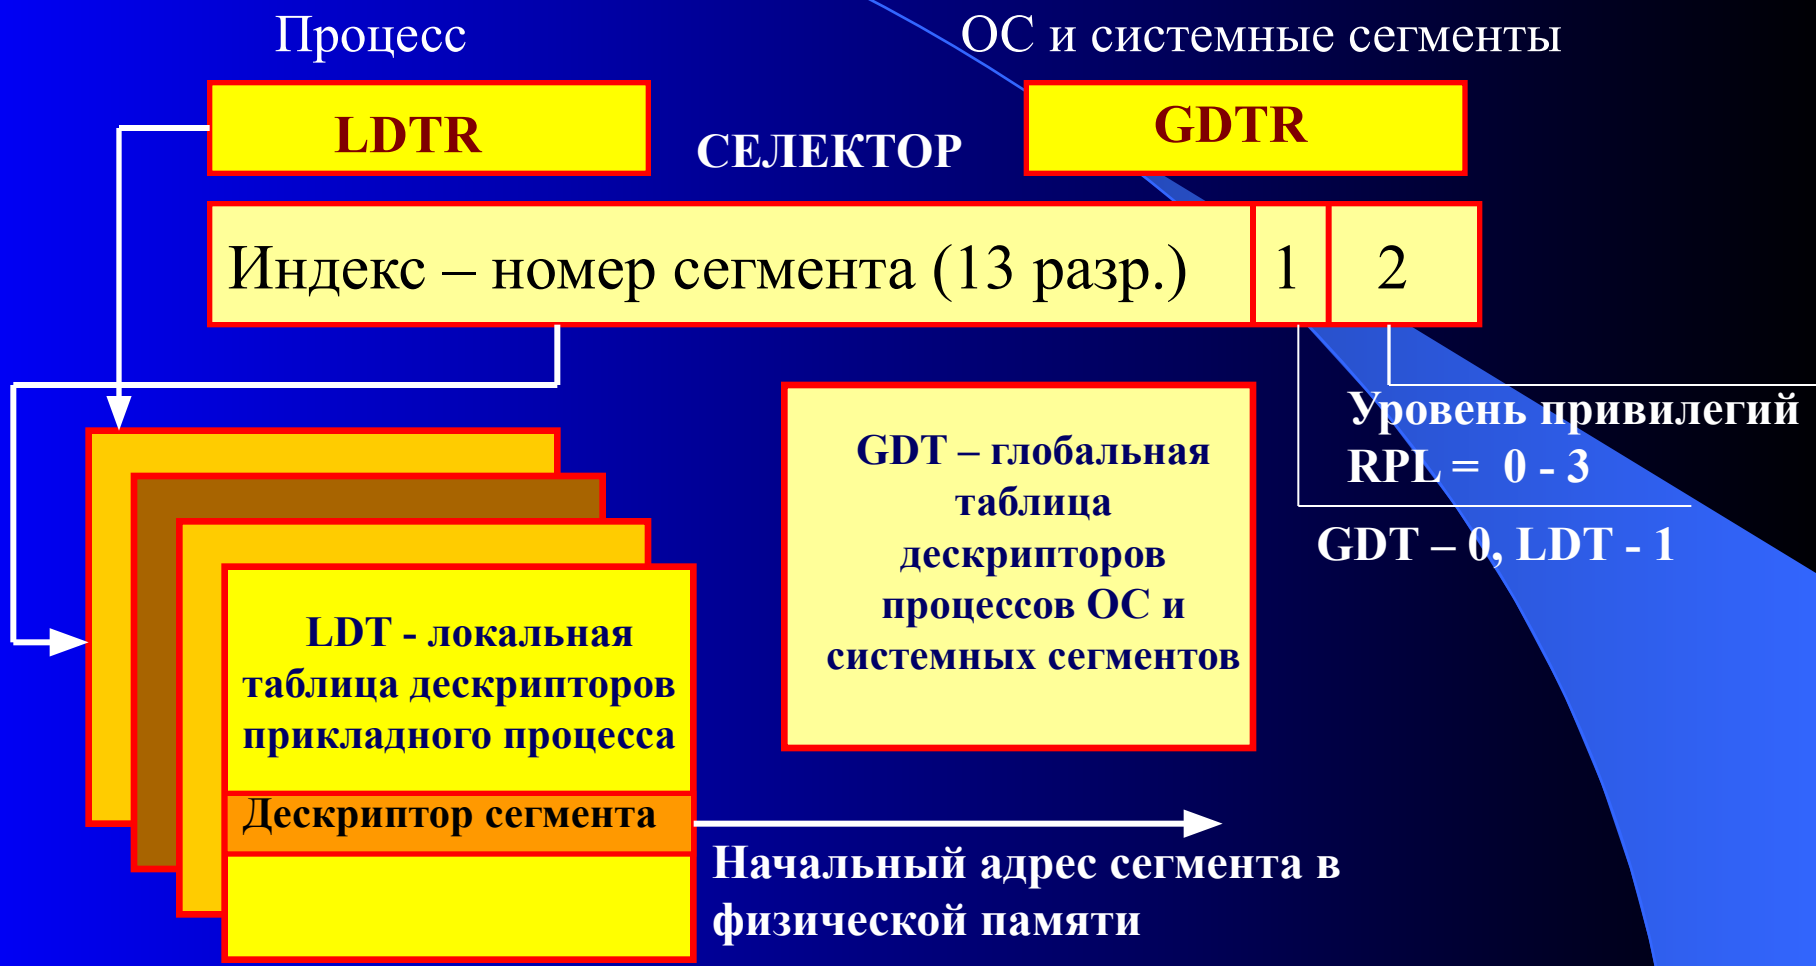 Процесс
ОС и системные сегменты
LDTR
GDTR
СЕЛЕКТОР
Индекс – номер сегмента (13 разр.)
1
2
Уровень привилегий
RPL = 0 - 3
GDT – 0, LDT - 1
GDT – глобальная
таблица
дескрипторов
процессов ОС и
системных сегментов
LDT - локальная
таблица дескрипторов
прикладного процесса
Дескриптор сегмента
Начальный адрес сегмента в
физической памяти